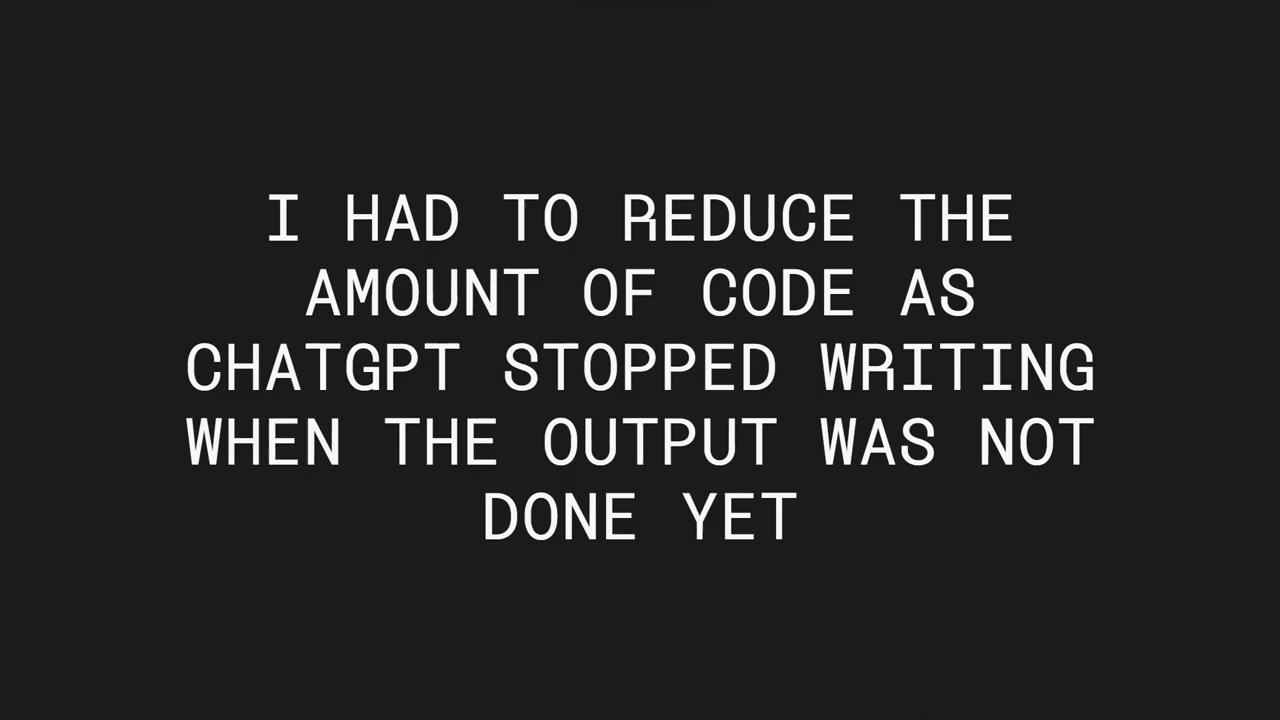 I HAD TO REDUCE THE
AMOUNT OF CODE AS
CHATGPT STOPPED WRITING
WHEN THE OUTPUT WAS NOT
DONE YET